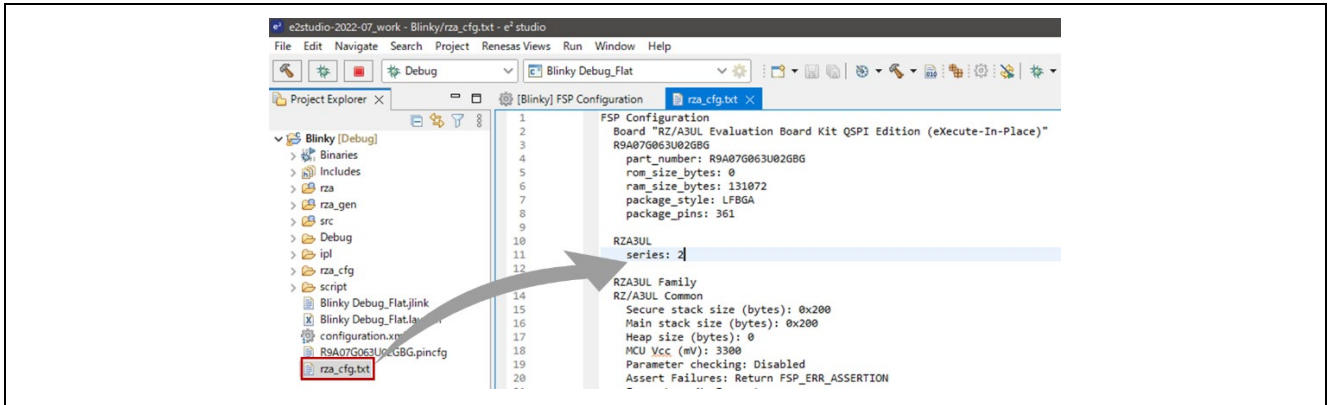 e2studio-2022-07_work - Blinky/rza_cfg.txt - e² studio
File Edit Navigate Search Project Renesas Views Run Window Help
Debug Blinky Debug_Flat
Project Explorer [Blinky] FSP Configuration rza_cfg.txt
Blinky [Debug]
Binaries
Includes
rza
rza_gen
src
Debug
ipl
rza_cfg
script
Blinky Debug_Flat.jlink
Blinky
configuration
R9A07G063U02GBG.pincfg
rza_cfg.txt
1 FSP Configuration
2 Board "RZ/A3UL Evaluation Board Kit QSPI Edition (eXecute-In-Place)"
3 R9A07G063U02GBG
4 part_number: R9A07G063U02GBG
5 rom_size_bytes: 0
6 ram_size_bytes: 131072
7 package_style: LFBGA
8 package_pins: 361
9
10 RZA3UL
11 series: 2
12
RZA3UL Family
14 RZ/A3UL Common
15 Secure stack size (bytes): 0x200
16 Main stack size (bytes): 0x200
17 Heap size (bytes): 0
18 MCU Vcc (mV): 3300
19 Parameter checking: Disabled
20 Assert Failures: Return FSP_ERR_ASSERTION